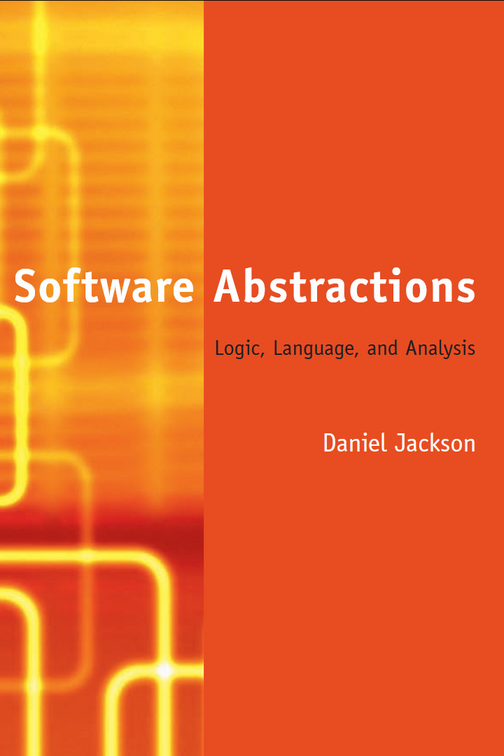 Software Abstractions
Logic, Language, and Analysis
Daniel Jackson